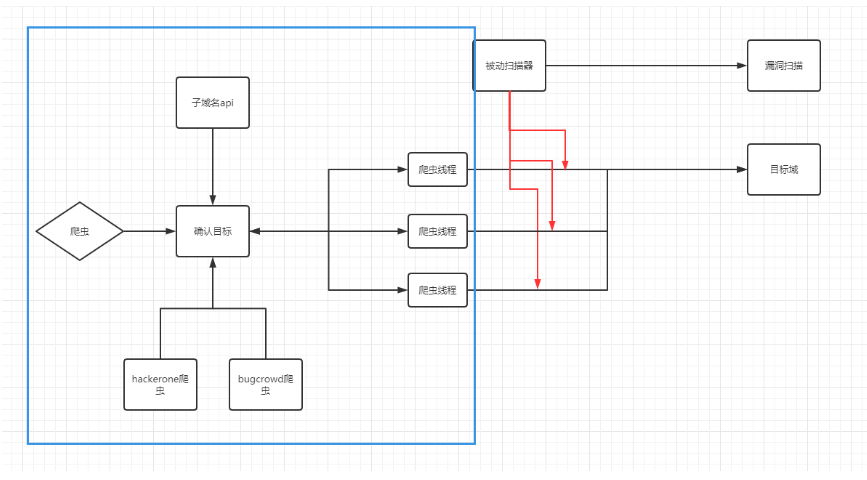 被动扫描器
漏洞扫描
子域名api
爬虫线程
目标域
爬虫
确认目标
爬虫线程
爬虫线程
hackerone爬
虫
bugcrowd爬
虫